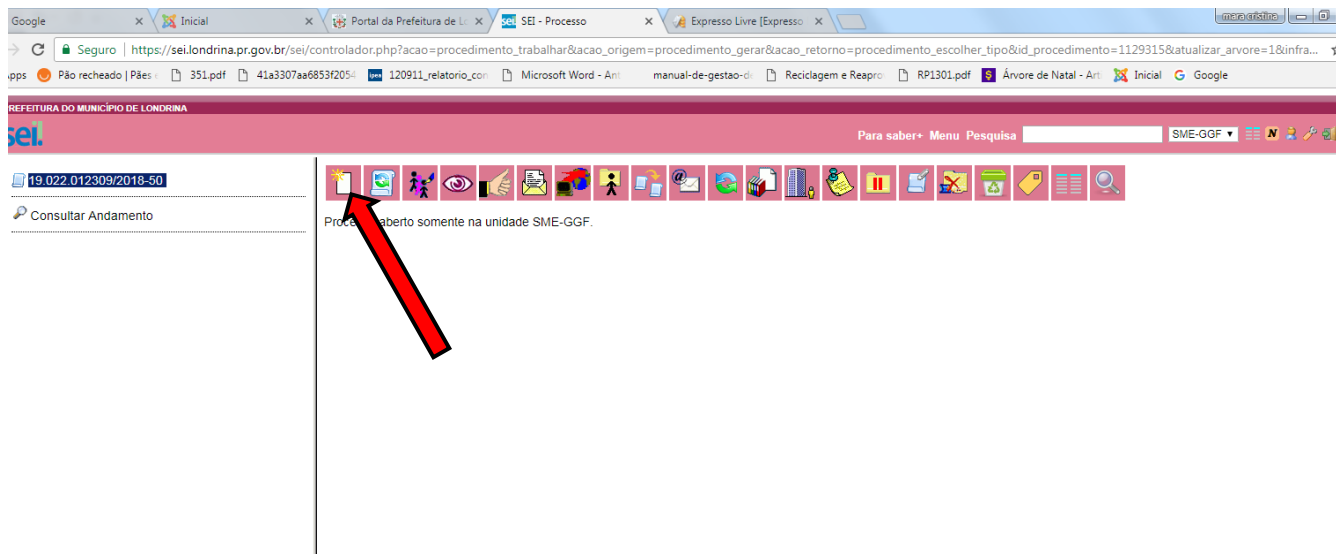 Google
Inicial
Portal da Prefeitura de Lo
sei. SEI - Processo
Expresso Livre [Expresso
mara cristina
Seguro | https://sei.londrina.pr.gov.br/sei/controlador.php?acao=procedimento_trabalhar&acao_origem=procedimento_gerar&acao_retorno=procedimento_escolher_tipo&id_procedimento=1129315&atualizar_arvore=1&infra...
Apps
Pão recheado | Pães
351.pdf
41a3307aa6853f2054
ipea 120911_relatorio_con
Microsoft Word - Ant
manual-de-gestao-d
Reciclagem e Reapro
RP1301.pdf
Árvore de Natal - Art
Inicial
G Google
PREFEITURA DO MUNICÍPIO DE LONDRINA
sei.
Para saber+ Menu Pesquisa
SME-GGF
N
19.022.012309/2018-50
Consultar Andamento
aberto somente na unidade SME-GGF.